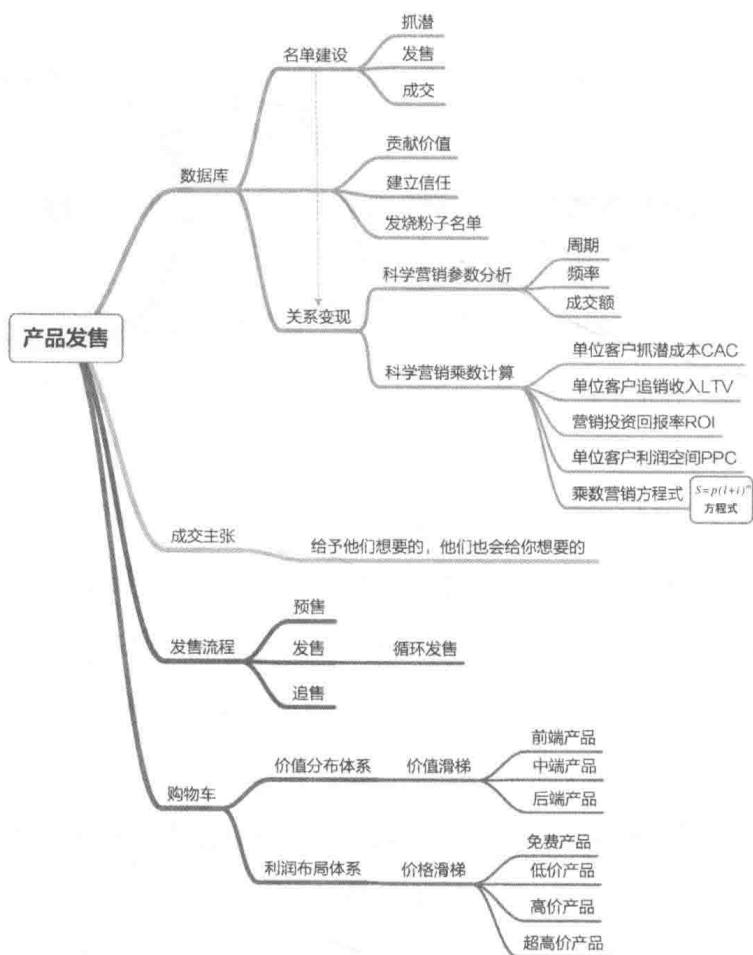 产品发售
数据库
名单建设
抓潜
发售
成交
贡献价值
建立信任
发烧粉子名单
关系变现
科学营销参数分析
周期
频率
成交额
科学营销乘数计算
单位客户抓潜成本CAC
单位客户追销收入LTV
营销投资回报率ROI
单位客户利润空间PPC
乘数营销方程式
S=p(1+i)ⁿ
方程式
成交主张
给予他们想要的，他们也会给你想要的
发售流程
预售
发售
循环发售
追售
购物车
价值分布体系
价值滑梯
前端产品
中端产品
后端产品
利润布局体系
价格滑梯
免费产品
低价产品
高价产品
超高价产品